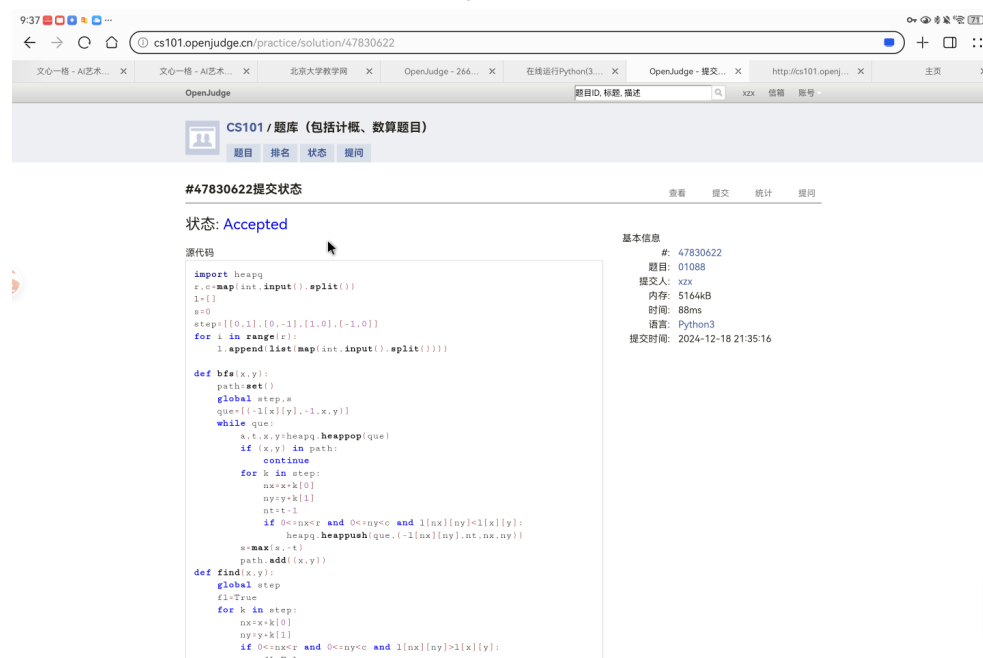 9:37
71
cs101.openjudge.cn/practice/solution/47830622
文心一格 - AI艺术... ×
文心一格 - AI艺术... ×
北京大学教学网 ×
OpenJudge - 266... ×
在线运行Python(3.... ×
OpenJudge - 提交... ×
http://cs101.openj... ×
主页
OpenJudge
题目ID, 标题, 描述
xzx 信箱 账号
CS101 / 题库（包括计概、数算题目）
题目 排名 状态 提问
#47830622提交状态
查看 提交 统计 提问
状态: Accepted
源代码
import heapq
r,c=map(int,input().split())
l=[]
s=0
step=[[0,1],[0,-1],[1,0],[-1,0]]
for i in range(r):
    l.append(list(map(int,input().split())))
def bfs(x,y):
    path=set()
    global step,s
    que=[(-l[x][y],-1,x,y)]
    while que:
        a,t,x,y=heapq.heappop(que)
        if (x,y) in path:
            continue
        for k in step:
            nx=x+k[0]
            ny=y+k[1]
            nt=t-1
            if 0<=nx<r and 0<=ny<c and l[nx][ny]<l[x][y]:
                heapq.heappush(que,(-l[nx][ny],nt,nx,ny))
        s=max(s,-t)
        path.add((x,y))
def find(x,y):
    global step
    fl=True
    for k in step:
        nx=x+k[0]
        ny=y+k[1]
        if 0<=nx<r and 0<=ny<c and l[nx][ny]>l[x][y]:
基本信息
#: 47830622
题目: 01088
提交人: xzx
内存: 5164kB
时间: 88ms
语言: Python3
提交时间: 2024-12-18 21:35:16